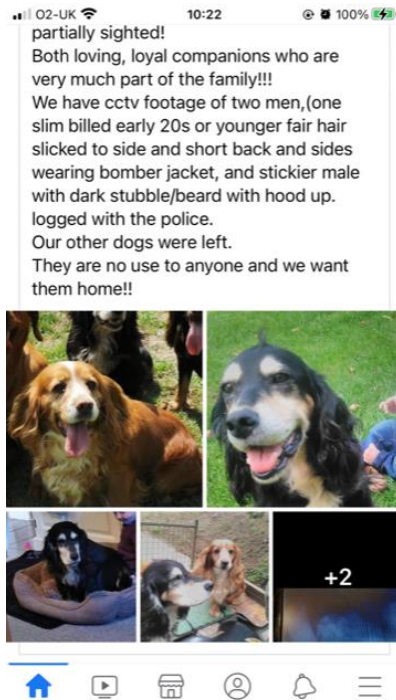 O2-UK 10:22 100%
partially sighted!
Both loving, loyal companions who are
very much part of the family!!!
We have cctv footage of two men,(one
slim billed early 20s or younger fair hair
slicked to side and short back and sides
wearing bomber jacket, and stickier male
with dark stubble/beard with hood up.
logged with the police.
Our other dogs were left.
They are no use to anyone and we want
them home!!
+2